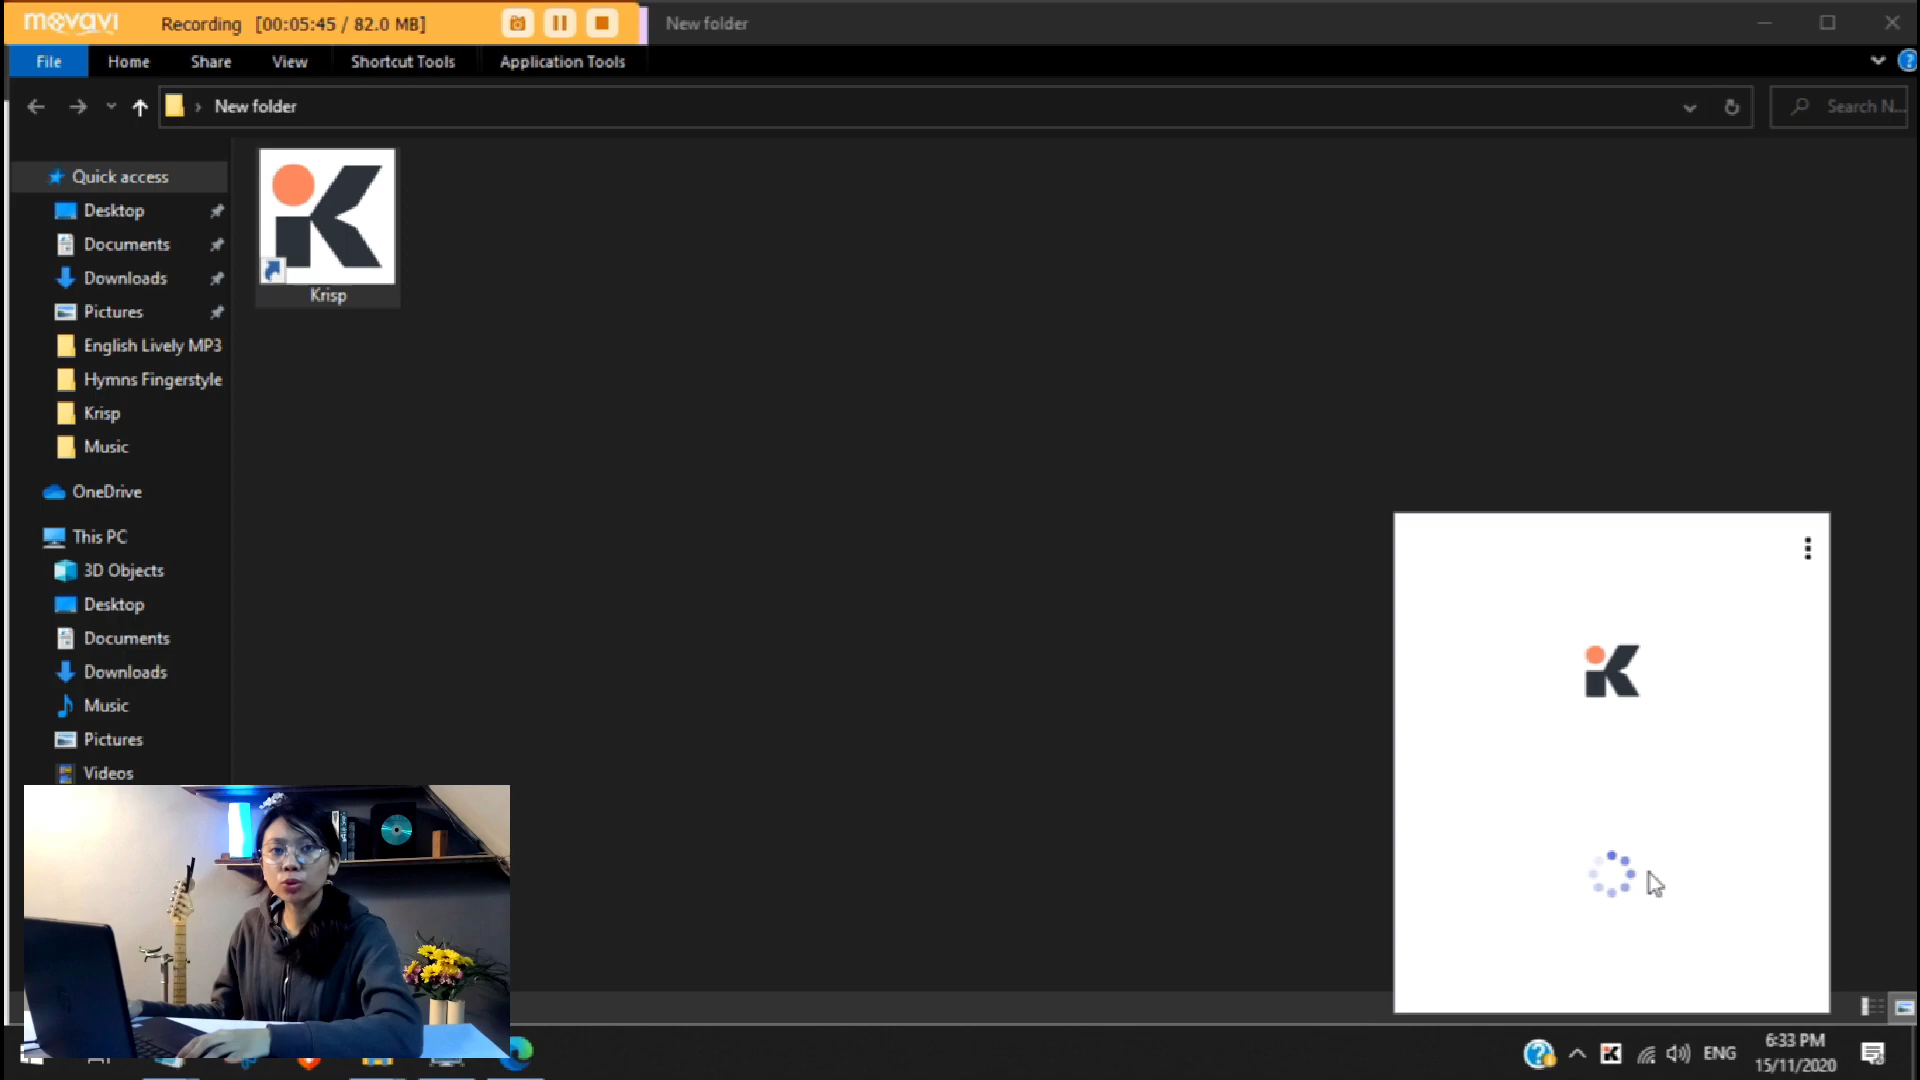 movavi
Recording [00:05:45 / 82.0 MB]
New folder
File
Home
Share
View
Shortcut Tools
Application Tools
New folder
Search N...
Quick access
Desktop
Documents
Downloads
Pictures
English Lively MP3
Hymns Fingerstyle
Krisp
Music
OneDrive
This PC
3D Objects
Desktop
Documents
Downloads
Music
Pictures
Videos
Krisp
ENG
6:33 PM
15/11/2020